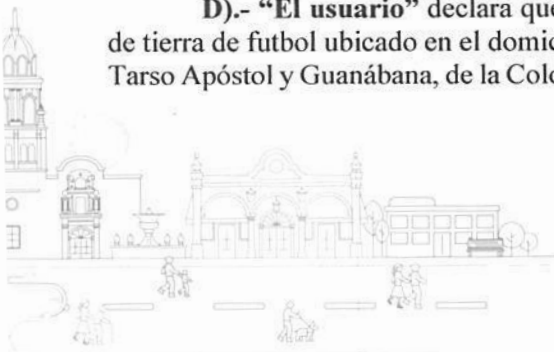 D).- “El usuario” declara que
de tierra de futbol ubicado en el domic
Tarso Apóstol y Guanábana, de la Colo